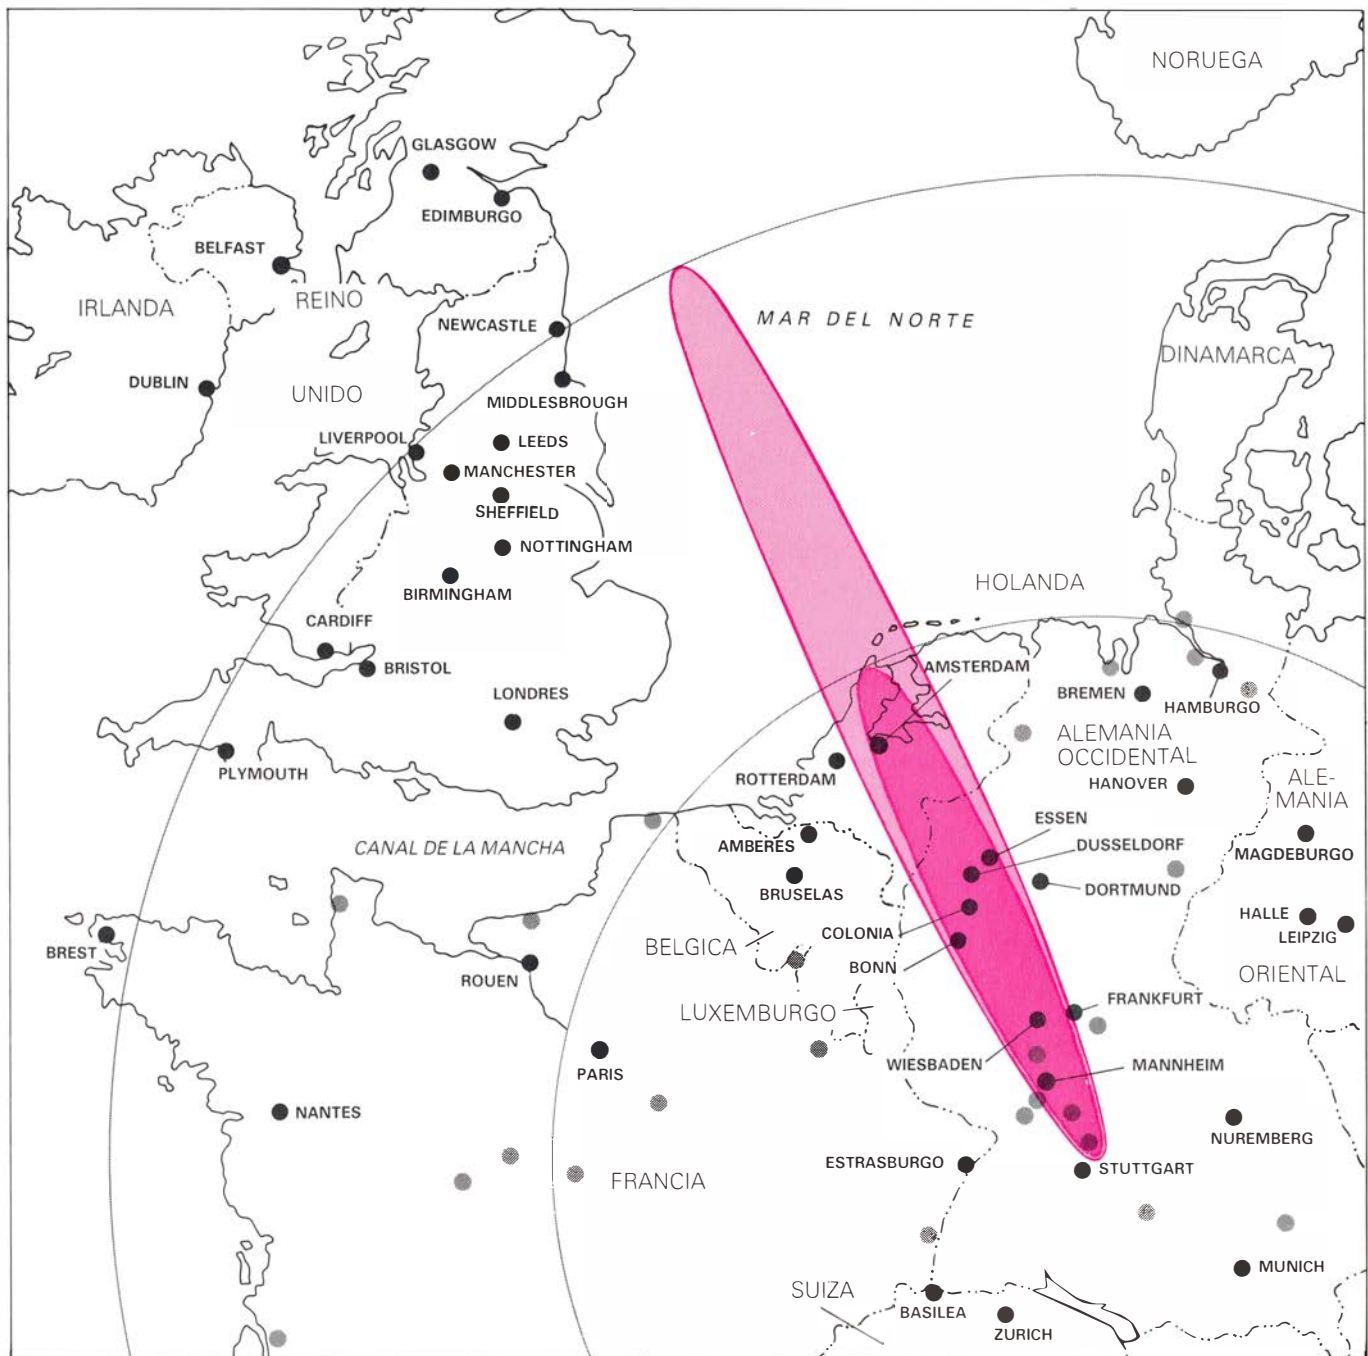 NORUEGA
GLASGOW
EDIMBURGO
BELFAST
IRLANDA
REINO
NEWCASTLE
MAR DEL NORTE
DINAMARCA
DUBLIN
UNIDO
MIDDLESBROUGH
LIVERPOOL
LEEDS
MANCHESTER
SHEFFIELD
NOTTINGHAM
HOLANDA
BIRMINGHAM
CARDIFF
BRISTOL
AMSTERDAM
LONDRES
BREMEN
HAMBURGO
ALEMANIA
OCCIDENTAL
PLYMOUTH
ROTTERDAM
HANOVER
ALE-
MANIA
ESSEN
CANAL DE LA MANCHA
AMBERES
DUSSELDORF
MAGDEBURGO
BRUSELAS
DORTMUND
HALLE
LEIPZIG
COLONIA
BREST
BELGICA
BONN
ROUEN
ORIENTAL
FRANKFURT
LUXEMBURGO
WIESBADEN
MANNHEIM
PARIS
NANTES
NUREMBERG
ESTRASBURGO
STUTTGART
FRANCIA
MUNICH
SUIZA
BASILEA
ZURICH